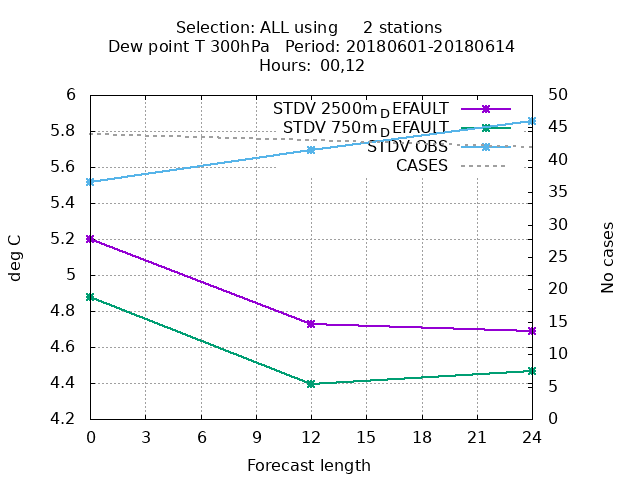 Selection: ALL using     2 stations
Dew point T 300hPa   Period: 20180601-20180614
Hours:  00,12
deg C
No cases
6
5.8
5.6
5.4
5.2
5
4.8
4.6
4.4
4.2
50
45
40
35
30
25
20
15
10
5
0
STDV 2500m_DEFAULT
STDV 750m_DEFAULT
STDV OBS
CASES
0 3 6 9 12 15 18 21 24
Forecast length